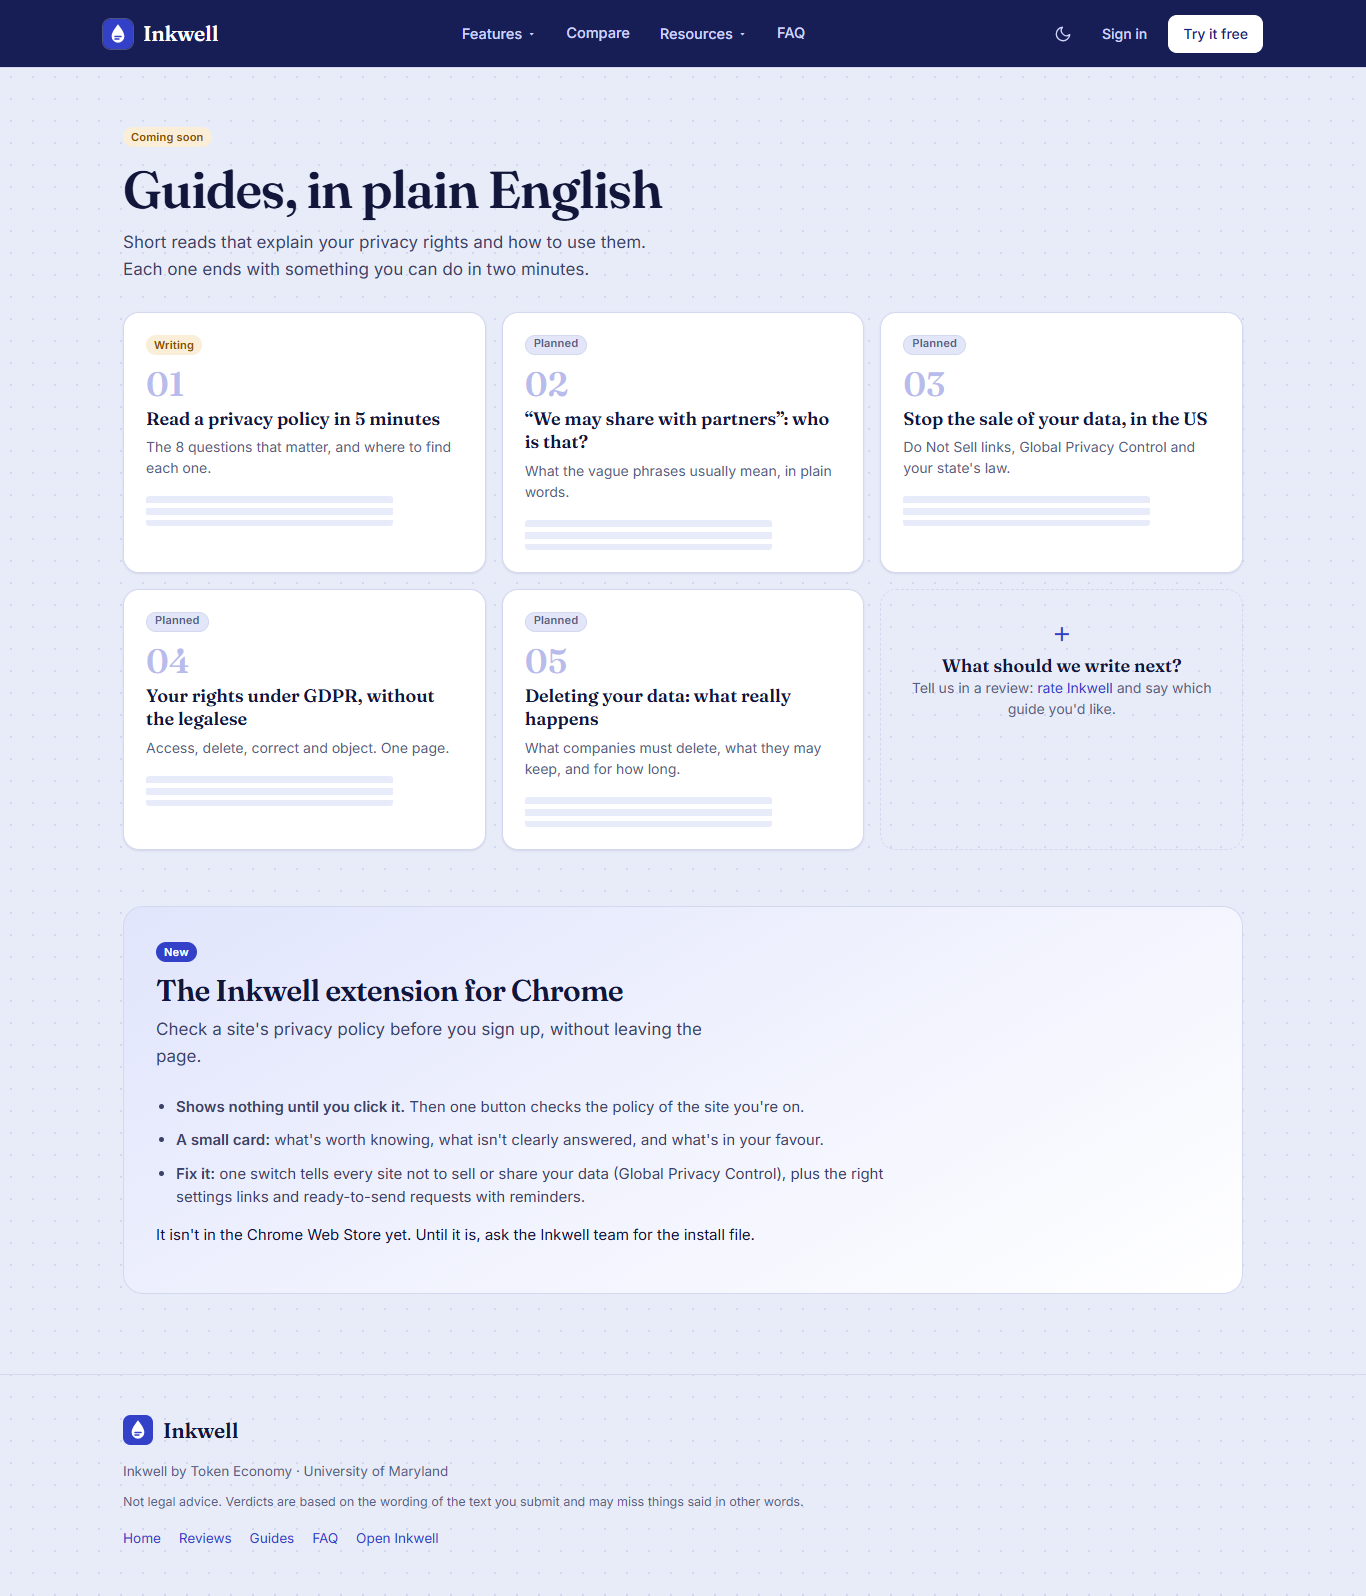 Inkwell
Features
Compare
Resources
FAQ
Sign in
Try it free
Coming soon
Guides, in plain English
Short reads that explain your privacy rights and how to use them.
Each one ends with something you can do in two minutes.
Writing
01
Read a privacy policy in 5 minutes
The 8 questions that matter, and where to find
each one.
Planned
02
“We may share with partners”: who
is that?
What the vague phrases usually mean, in plain
words.
Planned
03
Stop the sale of your data, in the US
Do Not Sell links, Global Privacy Control and
your state's law.
Planned
04
Your rights under GDPR, without
the legalese
Access, delete, correct and object. One page.
Planned
05
Deleting your data: what really
happens
What companies must delete, what they may
keep, and for how long.
+
What should we write next?
Tell us in a review: rate Inkwell and say which
guide you'd like.
New
The Inkwell extension for Chrome
Check a site's privacy policy before you sign up, without leaving the
page.
• Shows nothing until you click it. Then one button checks the policy of the site you're on.
• A small card: what's worth knowing, what isn't clearly answered, and what's in your favour.
• Fix it: one switch tells every site not to sell or share your data (Global Privacy Control), plus the right
settings links and ready-to-send requests with reminders.
It isn't in the Chrome Web Store yet. Until it is, ask the Inkwell team for the install file.
Inkwell
Inkwell by Token Economy · University of Maryland
Not legal advice. Verdicts are based on the wording of the text you submit and may miss things said in other words.
Home
Reviews
Guides
FAQ
Open Inkwell